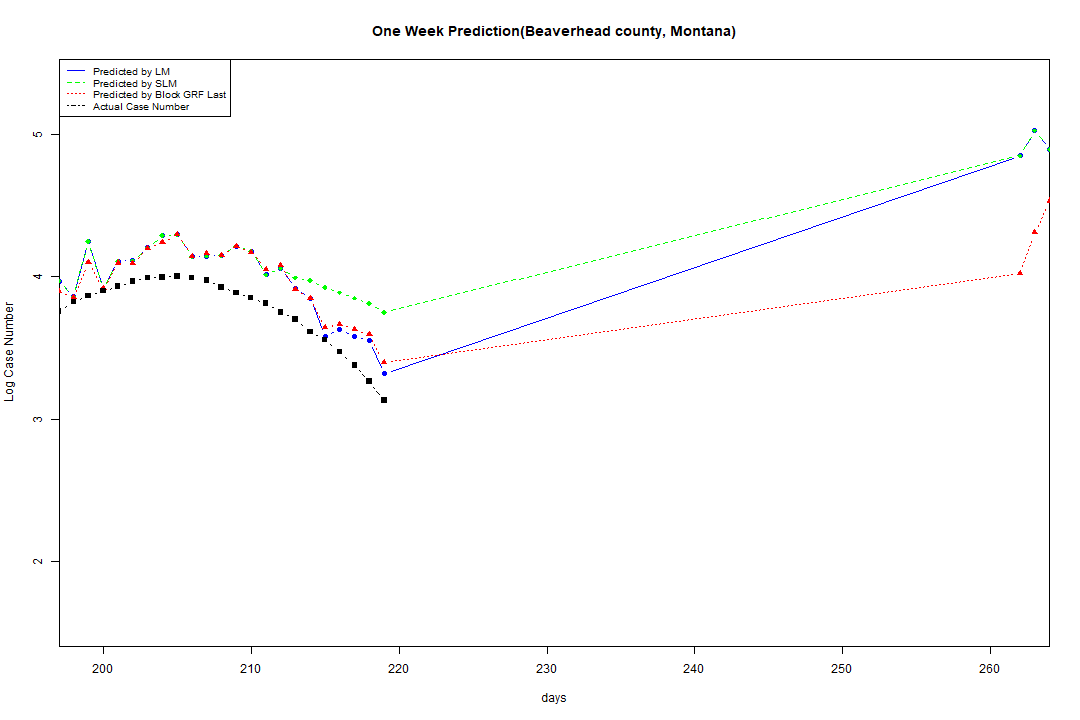 One Week Prediction(Beaverhead county, Montana)
Predicted by LM
Predicted by SLM
Predicted by Block GRF Last
Actual Case Number
5
4
3
2
Log Case Number
200 210 220 230 240 250 260
days